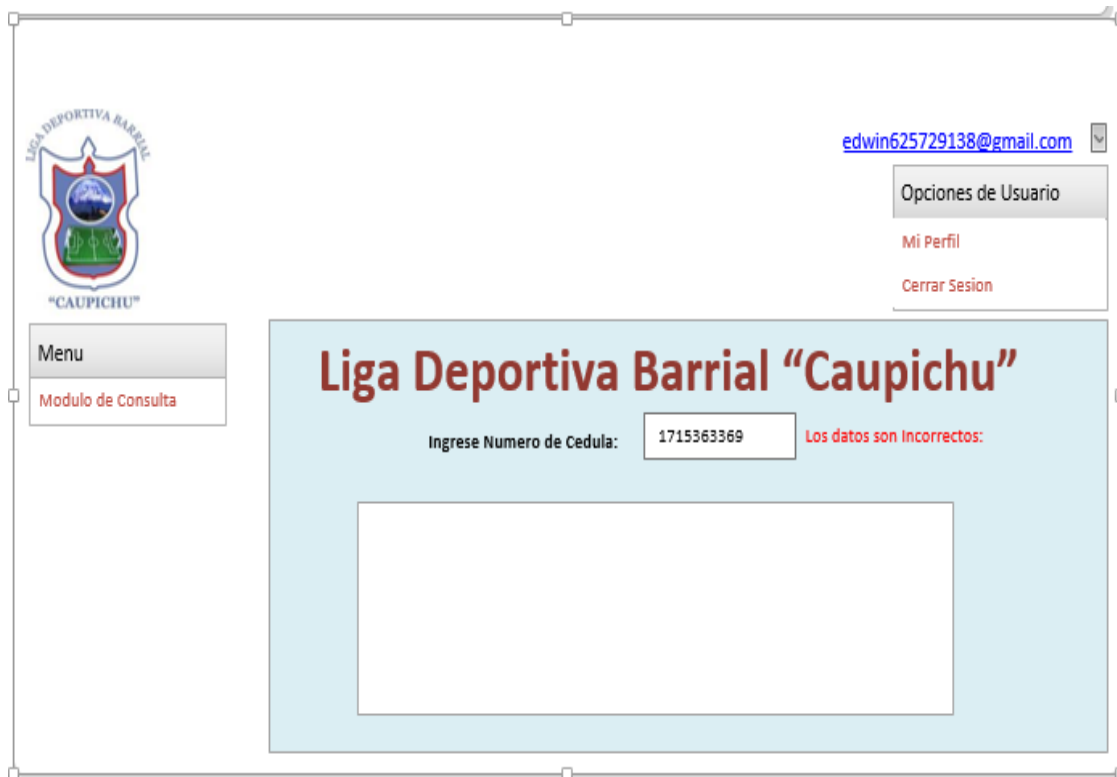 LIGA DEPORTIVA BARRIAL
"CAUPICHU"
edwin625729138@gmail.com
Opciones de Usuario
Mi Perfil
Cerrar Sesion
Menu
Modulo de Consulta
Liga Deportiva Barrial “Caupichu”
Ingrese Numero de Cedula: 1715363369 Los datos son Incorrectos: